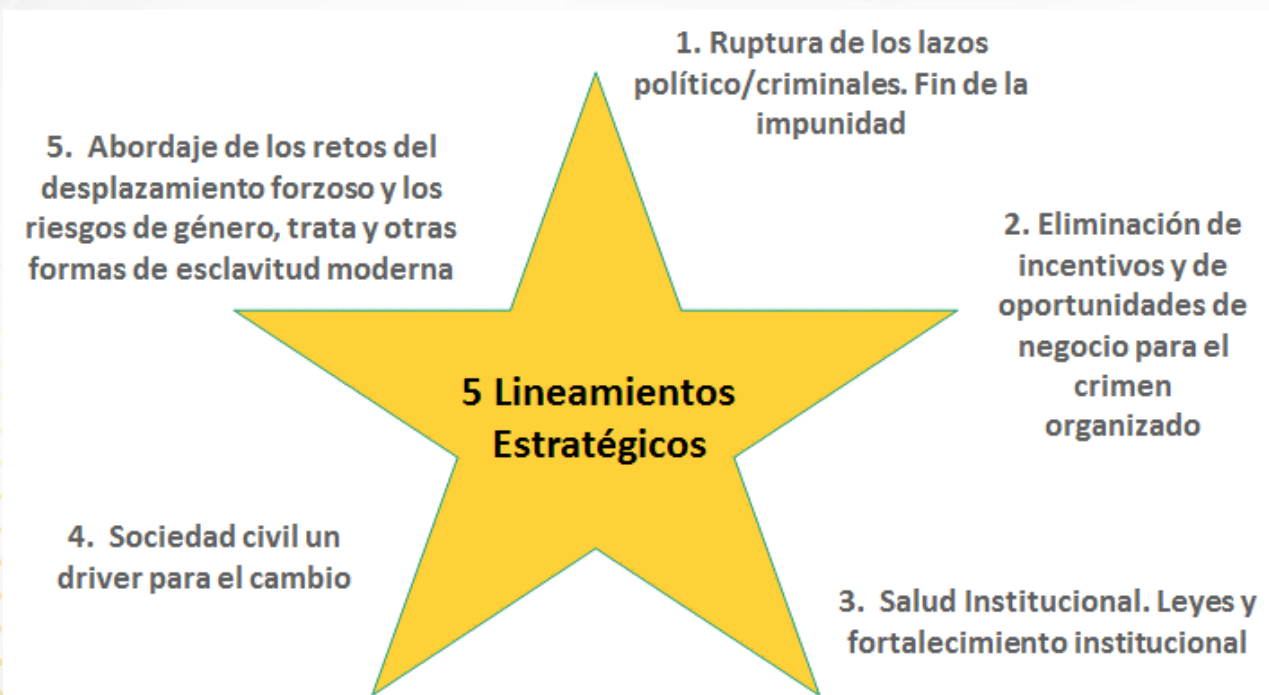 1. Ruptura de los lazos
político/criminales. Fin de la
impunidad
2. Eliminación de
incentivos y de
oportunidades de
negocio para el
crimen
organizado
3.  Salud Institucional. Leyes y
fortalecimiento institucional
4.  Sociedad civil un
driver para el cambio
5.  Abordaje de los retos del
desplazamiento forzoso y los
riesgos de género, trata y otras
formas de esclavitud moderna
5 Lineamientos
Estratégicos